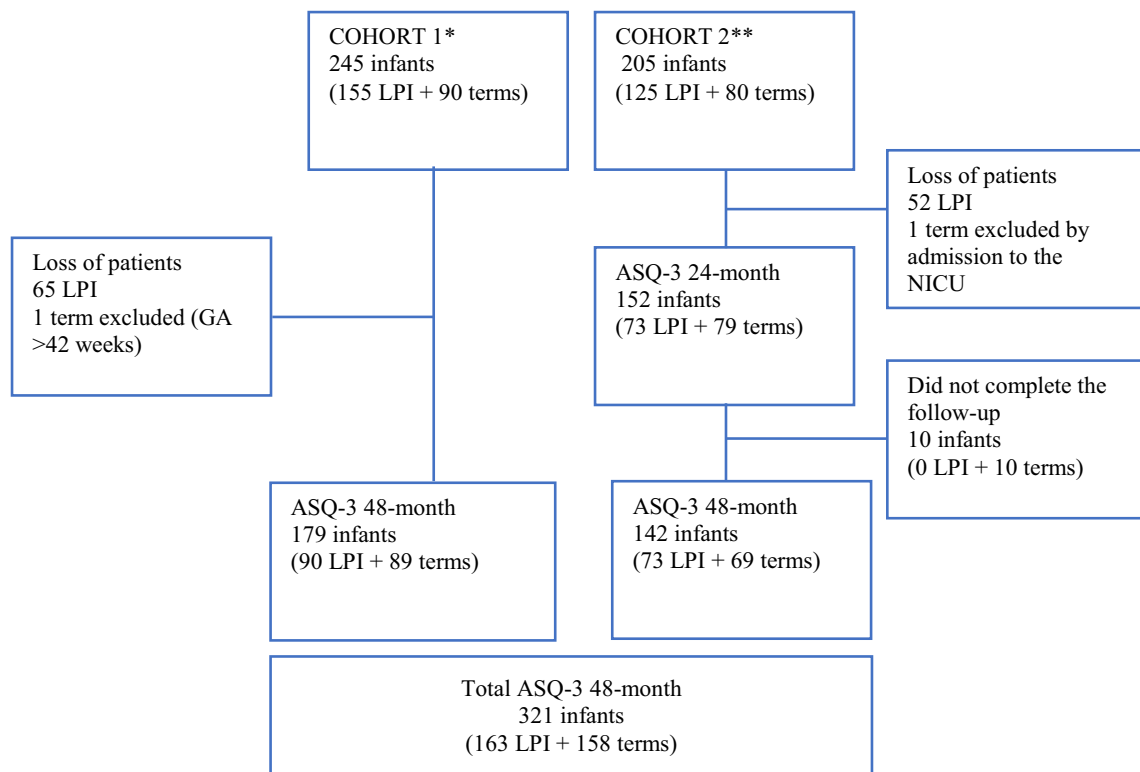 COHORT 1*
245 infants
(155 LPI + 90 terms)
COHORT 2**
205 infants
(125 LPI + 80 terms)
Loss of patients
52 LPI
1 term excluded by
admission to the
NICU
Loss of patients
65 LPI
1 term excluded (GA
>42 weeks)
ASQ-3 24-month
152 infants
(73 LPI + 79 terms)
Did not complete the
follow-up
10 infants
(0 LPI + 10 terms)
ASQ-3 48-month
179 infants
(90 LPI + 89 terms)
ASQ-3 48-month
142 infants
(73 LPI + 69 terms)
Total ASQ-3 48-month
321 infants
(163 LPI + 158 terms)